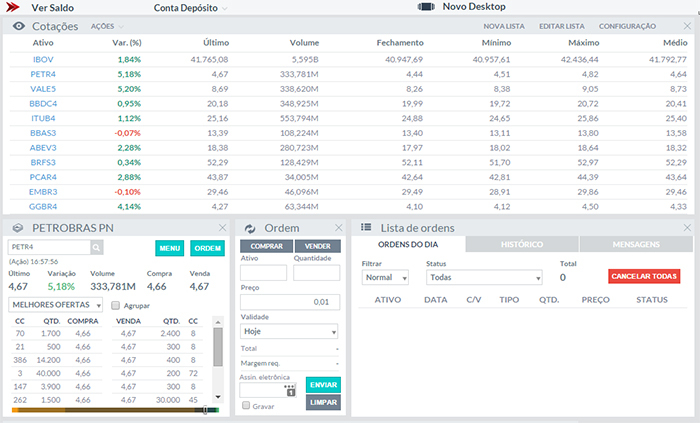 Ver Saldo Conta Depósito Novo Desktop
Cotações AÇÕES NOVA LISTA EDITAR LISTA CONFIGURAÇÃO
Ativo Var. (%) Último Volume Fechamento Mínimo Máximo Médio
IBOV 1,84% 41.765,08 5,595B 40.947,69 40.957,61 42.436,44 41.792,77
PETR4 5,18% 4,67 333,781M 4,44 4,51 4,82 4,64
VALE5 5,20% 8,69 338,620M 8,26 8,38 9,05 8,73
BBDC4 0,95% 20,18 348,925M 19,99 19,72 20,72 20,41
ITUB4 1,12% 25,16 553,794M 24,88 24,65 25,86 25,40
BBAS3 -0,07% 13,39 108,224M 13,40 13,11 13,80 13,58
ABEV3 2,28% 18,38 280,723M 17,97 18,02 18,64 18,32
BRFS3 0,34% 52,29 128,429M 52,11 51,70 52,97 52,29
PCAR4 2,88% 43,87 34,005M 42,64 42,81 44,39 43,64
EMBR3 -0,10% 29,46 46,096M 29,49 28,91 29,86 29,46
GGBR4 4,14% 4,27 63,344M 4,10 4,12 4,50 4,33
PETROBRAS PN
PETR4 MENU ORDEM
(Ação) 16:57:56
Último Variação Volume Compra Venda
4,67 5,18% 333,781M 4,66 4,67
MELHORES OFERTAS Agrupar
CC QTD. COMPRA VENDA QTD. CC
70 1.700 4,66 4,67 2.400 8
21 500 4,66 4,67 300 8
386 14.200 4,66 4,67 400 8
3 40.000 4,66 4,67 200 72
147 3.900 4,66 4,67 300 8
262 1.500 4,66 4,67 30.000 45
Ordem
COMPRAR VENDER
Ativo Quantidade
Preço
0,01
Validade
Hoje
Total -
Margem req. -
Assin. eletrônica
1 ENVIAR
Gravar LIMPAR
Lista de ordens
ORDENS DO DIA HISTÓRICO MENSAGENS
Filtrar Status Total
Normal Todas 0 CANCELAR TODAS
ATIVO DATA C/V TIPO QTD. PREÇO STATUS